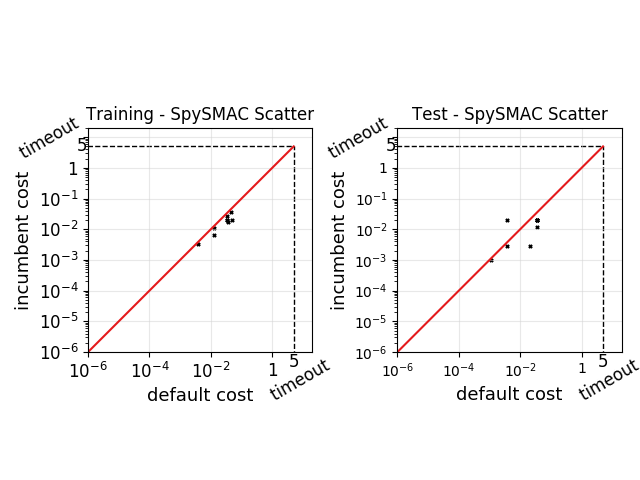 Training - SpySMAC Scatter
timeout
5
1
10⁻¹
10⁻²
10⁻³
10⁻⁴
10⁻⁵
10⁻⁶
incumbent cost
10⁻⁶ 10⁻⁴ 10⁻² 1 5
timeout
default cost
Test - SpySMAC Scatter
timeout
5
1
10⁻¹
10⁻²
10⁻³
10⁻⁴
10⁻⁵
10⁻⁶
incumbent cost
10⁻⁶ 10⁻⁴ 10⁻² 1 5
timeout
default cost